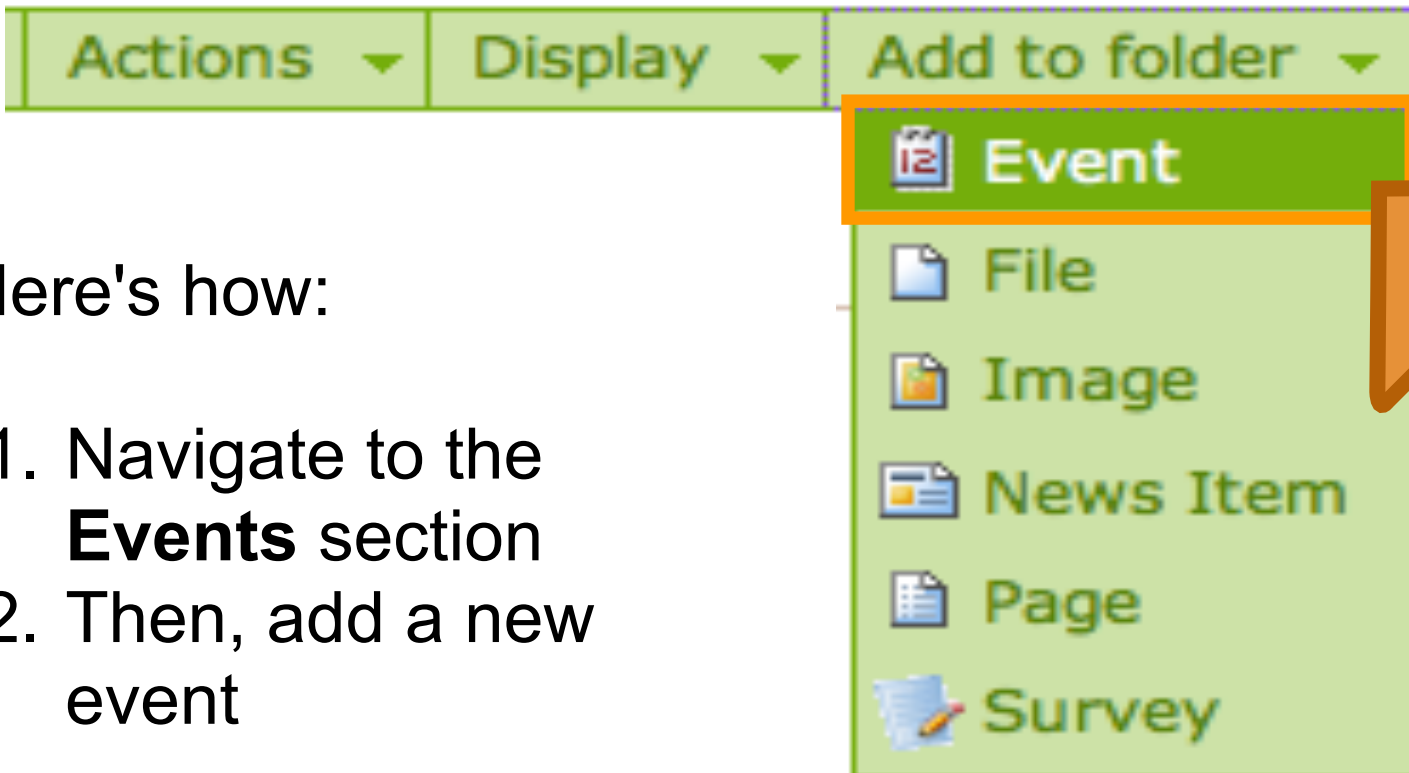 Actions Display Add to folder
Event
File
Image
News Item
Page
Survey
ere's how:
1. Navigate to the
Events section
2. Then, add a new
event